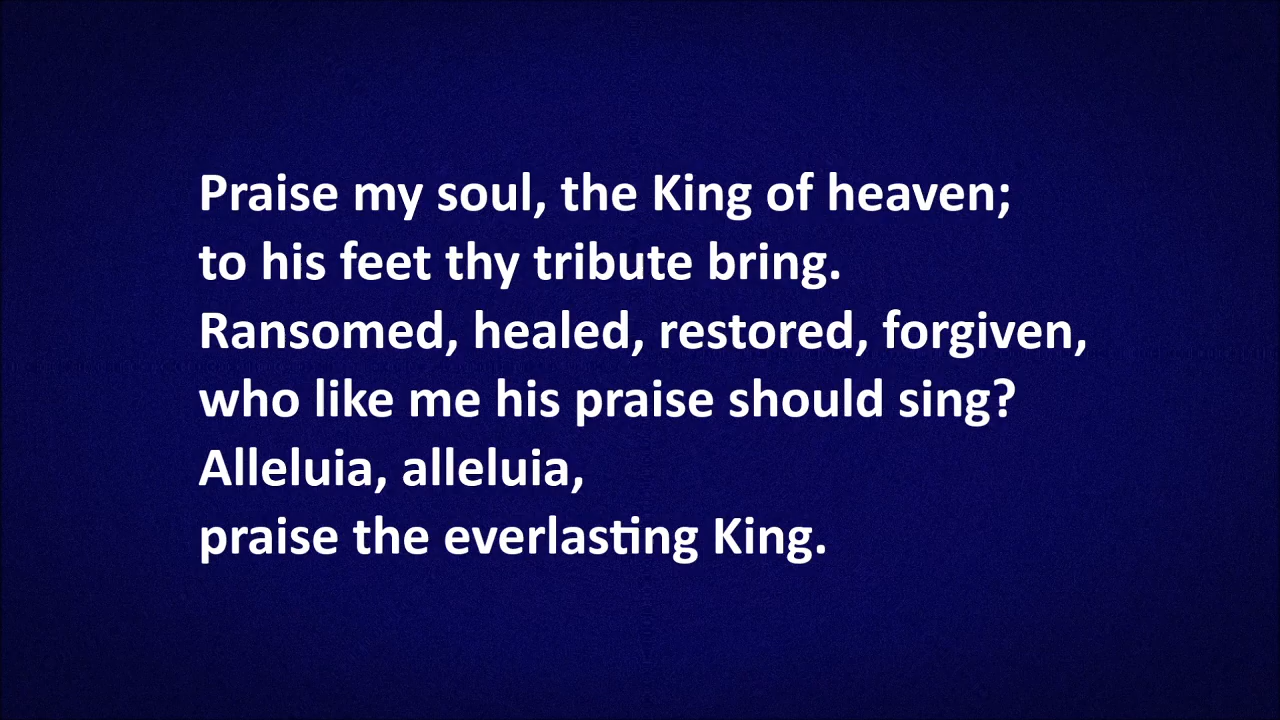 Praise my soul, the King of heaven;
to his feet thy tribute bring.
Ransomed, healed, restored, forgiven,
who like me his praise should sing?
Alleluia, alleluia,
praise the everlasting King.